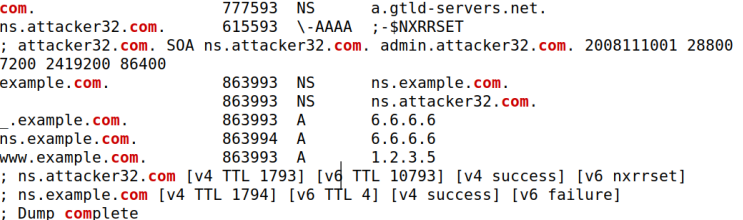 com. 777593 NS a.gtld-servers.net.
ns.attacker32.com. 615593 \-AAAA ;-$NXRRSET
; attacker32.com. SOA ns.attacker32.com. admin.attacker32.com. 2008111001 28800
7200 2419200 86400
example.com. 863993 NS ns.example.com.
863993 NS ns.attacker32.com.
_.example.com. 863993 A 6.6.6.6
ns.example.com. 863994 A 6.6.6.6
www.example.com. 863993 A 1.2.3.5
; ns.attacker32.com [v4 TTL 1793] [v6 TTL 10793] [v4 success] [v6 nxrrset]
; ns.example.com [v4 TTL 1794] [v6 TTL 4] [v4 success] [v6 failure]
; Dump complete